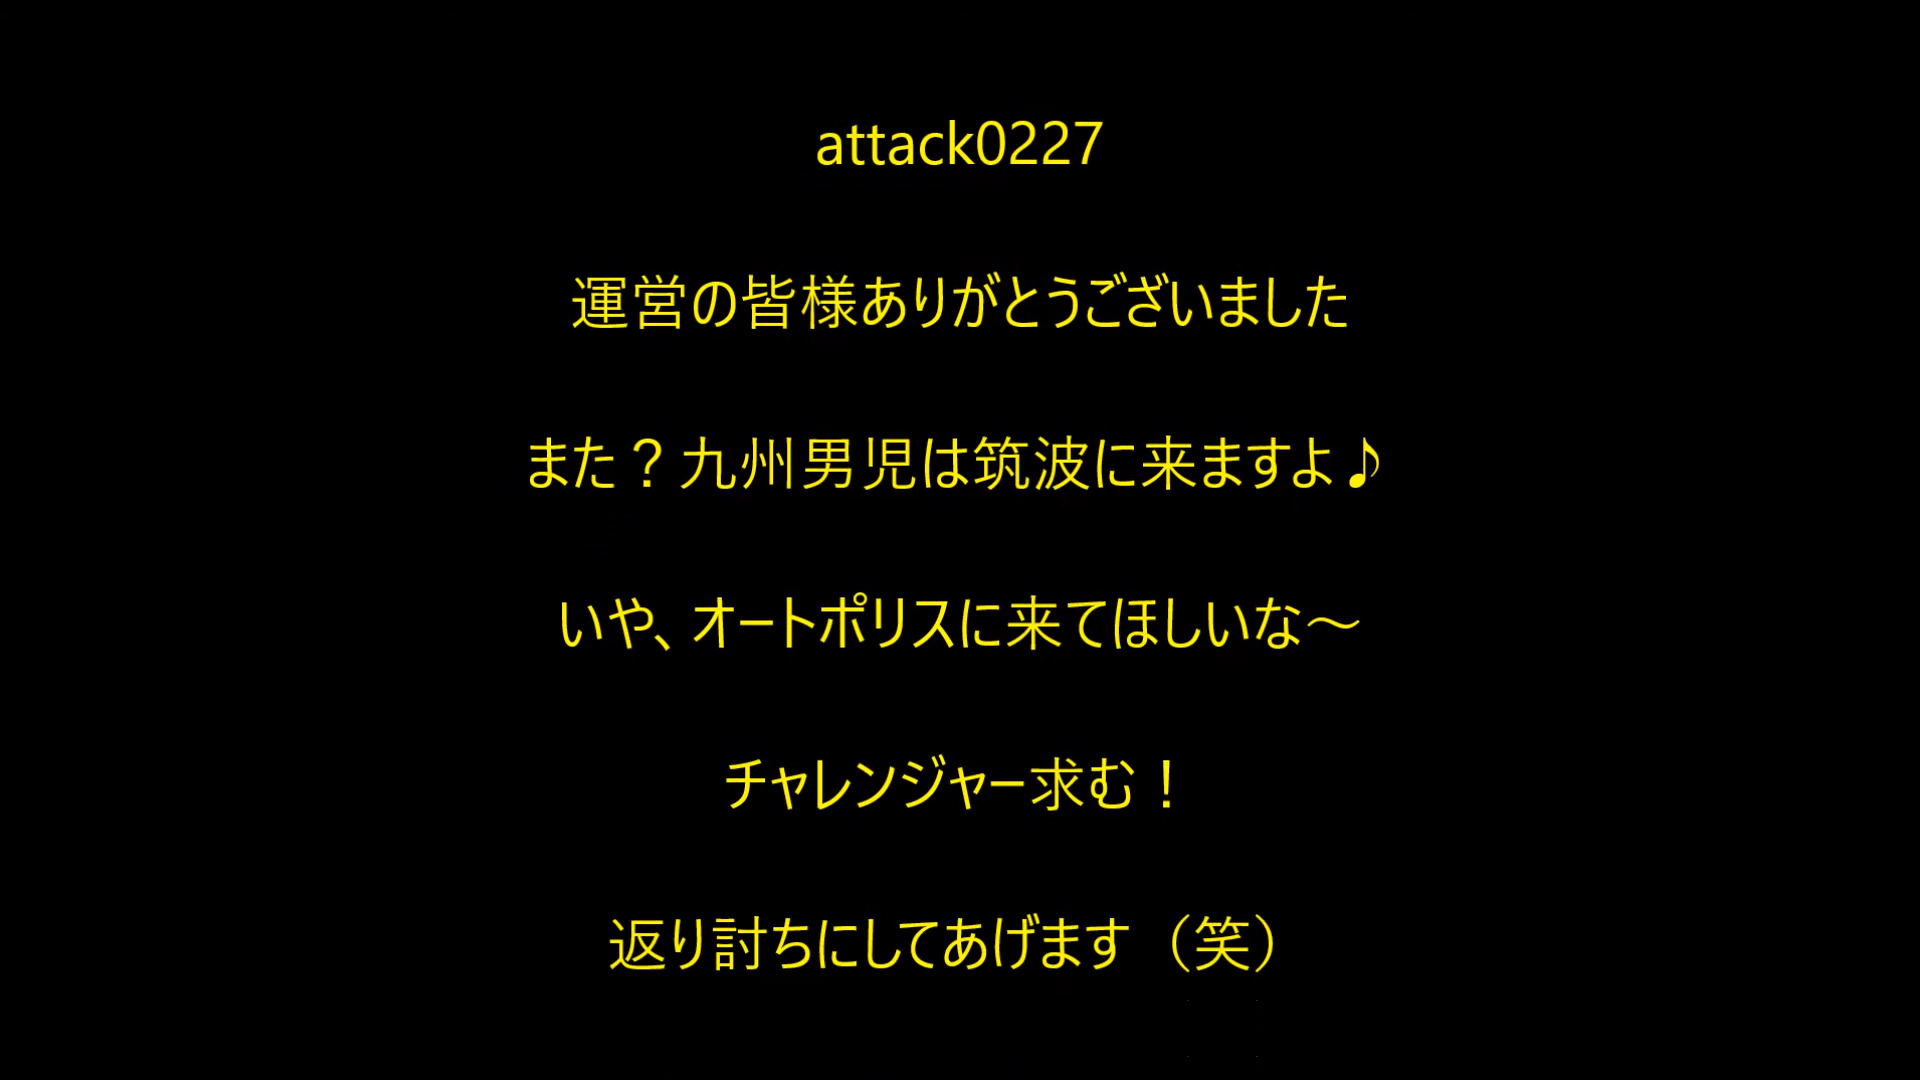 attack0227
運営の皆様ありがとうございました
また？九州男児は筑波に来ますよ♪
いや、オートポリスに来てほしいな～
チャレンジャー求む！
返り討ちにしてあげます（笑）